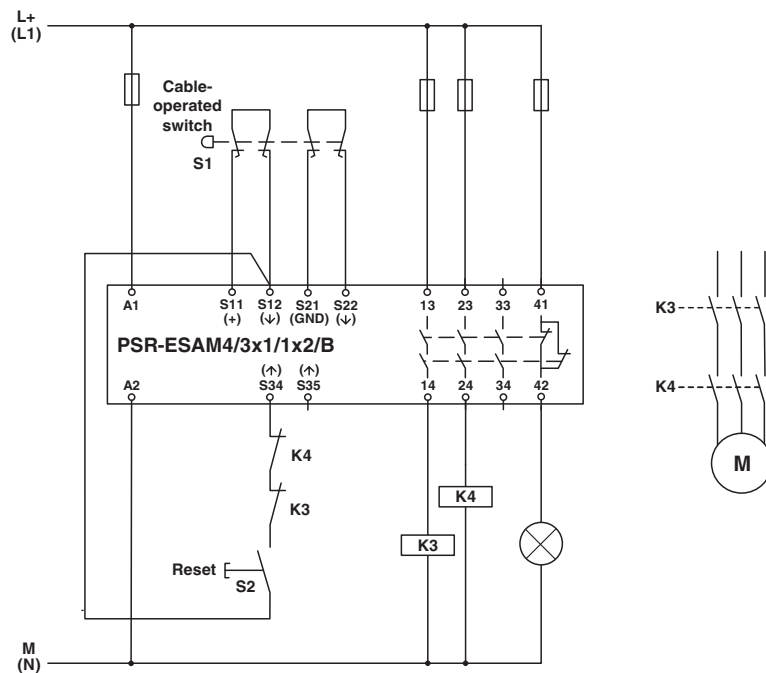 L+
(L1)
Cable-
operated
switch
S1
A1
S11
(+)
S12
(↓)
S21
(GND)
S22
(↓)
13
23
33
41
PSR-ESAM4/3x1/1x2/B
A2
(↑)
S34
(↑)
S35
14
24
34
42
K4
K3
Reset
S2
K4
K3
K3
K4
M
M
(N)